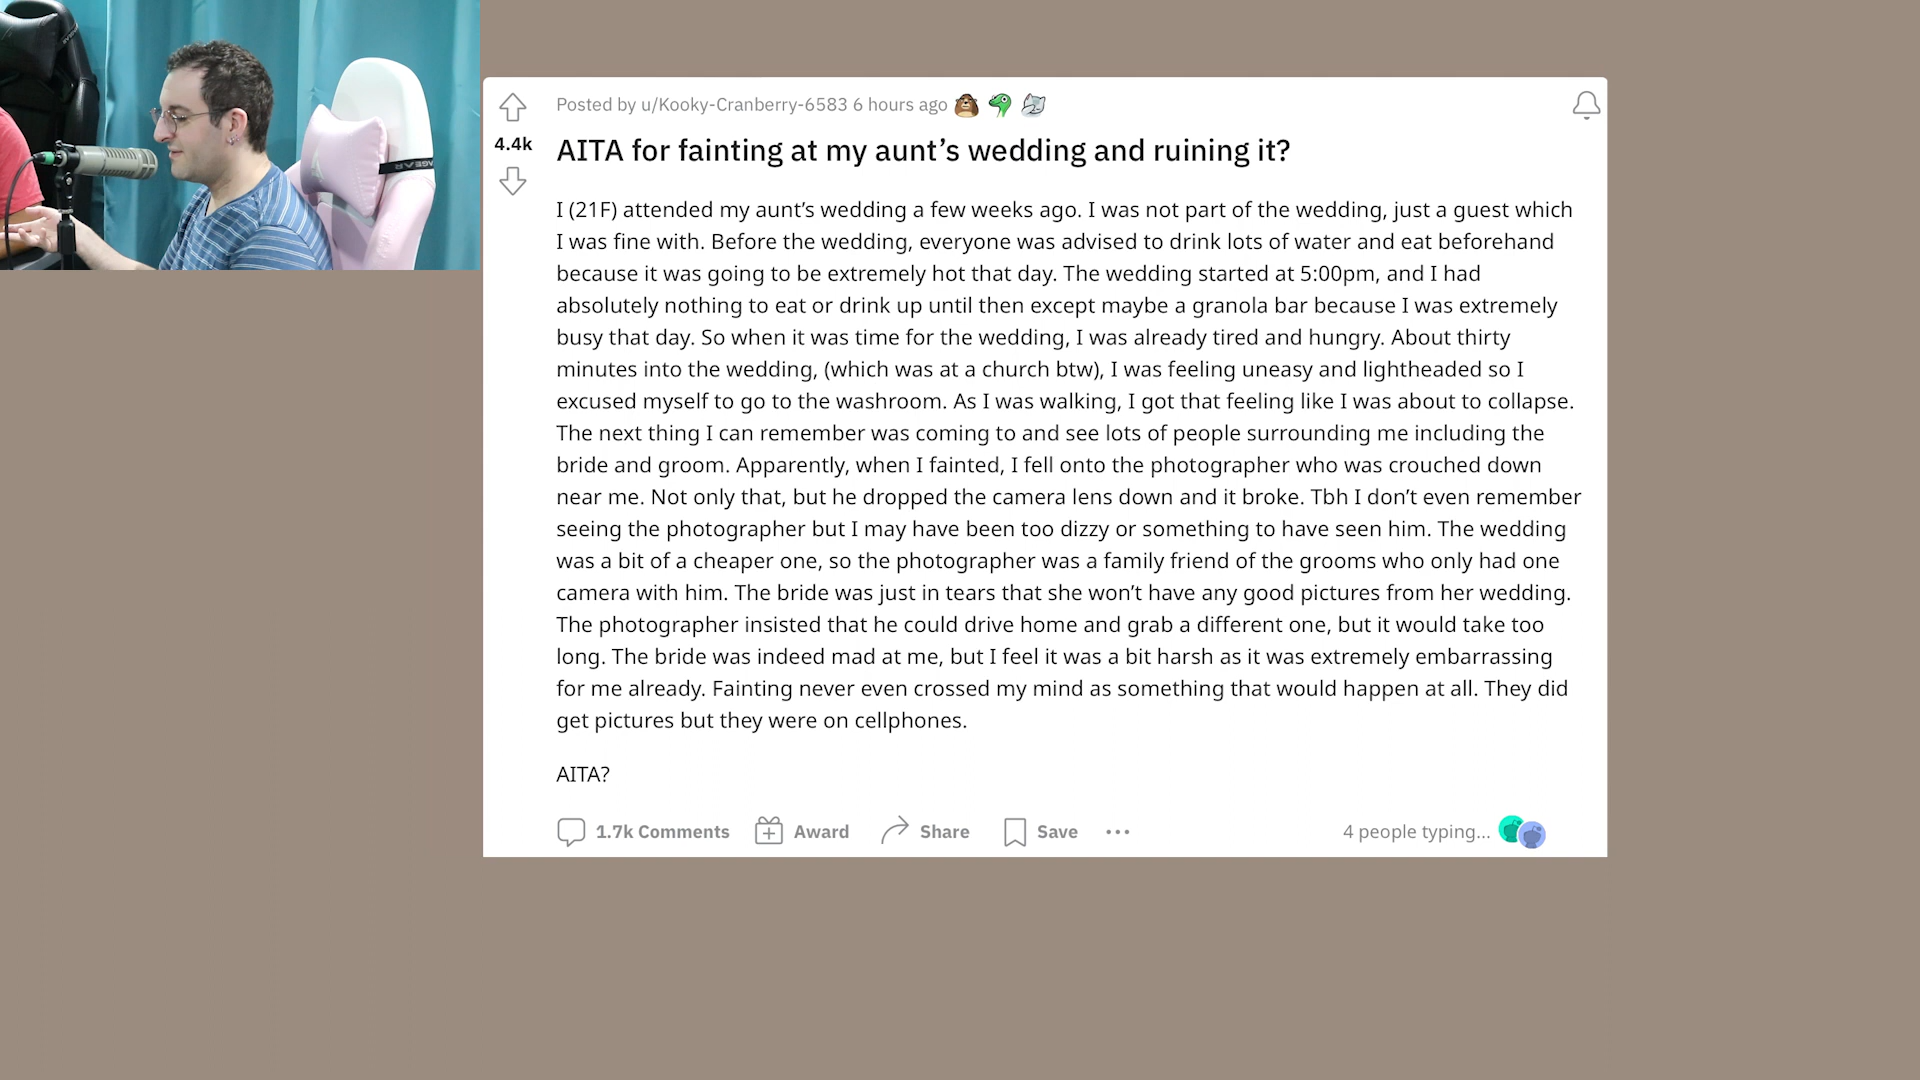 Posted by u/Kooky-Cranberry-6583 6 hours ago
4.4k
AITA for fainting at my aunt’s wedding and ruining it?
I (21F) attended my aunt’s wedding a few weeks ago. I was not part of the wedding, just a guest which
I was fine with. Before the wedding, everyone was advised to drink lots of water and eat beforehand
because it was going to be extremely hot that day. The wedding started at 5:00pm, and I had
absolutely nothing to eat or drink up until then except maybe a granola bar because I was extremely
busy that day. So when it was time for the wedding, I was already tired and hungry. About thirty
minutes into the wedding, (which was at a church btw), I was feeling uneasy and lightheaded so I
excused myself to go to the washroom. As I was walking, I got that feeling like I was about to collapse.
The next thing I can remember was coming to and see lots of people surrounding me including the
bride and groom. Apparently, when I fainted, I fell onto the photographer who was crouched down
near me. Not only that, but he dropped the camera lens down and it broke. Tbh I don’t even remember
seeing the photographer but I may have been too dizzy or something to have seen him. The wedding
was a bit of a cheaper one, so the photographer was a family friend of the grooms who only had one
camera with him. The bride was just in tears that she won’t have any good pictures from her wedding.
The photographer insisted that he could drive home and grab a different one, but it would take too
long. The bride was indeed mad at me, but I feel it was a bit harsh as it was extremely embarrassing
for me already. Fainting never even crossed my mind as something that would happen at all. They did
get pictures but they were on cellphones.
AITA?
1.7k Comments Award Share Save 4 people typing...